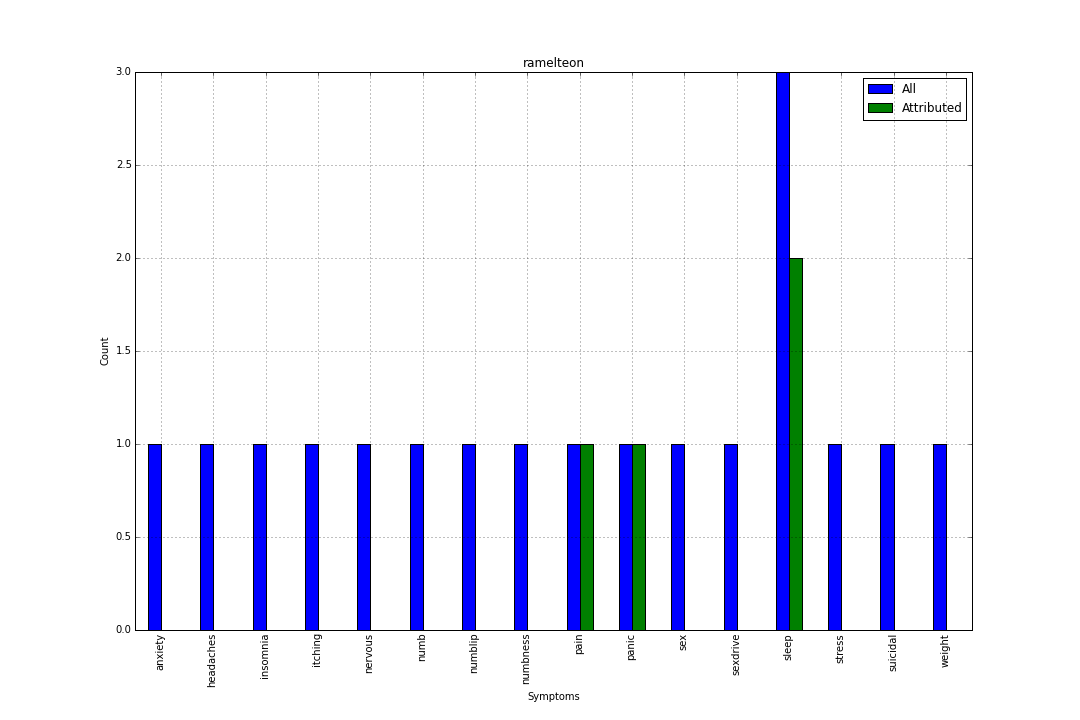 ramelteon
All
Attributed
3.0
2.5
2.0
1.5
1.0
0.5
0.0
Count
anxiety
headaches
insomnia
itching
nervous
numb
numblip
numbness
pain
panic
sex
sexdrive
sleep
stress
suicidal
weight
Symptoms